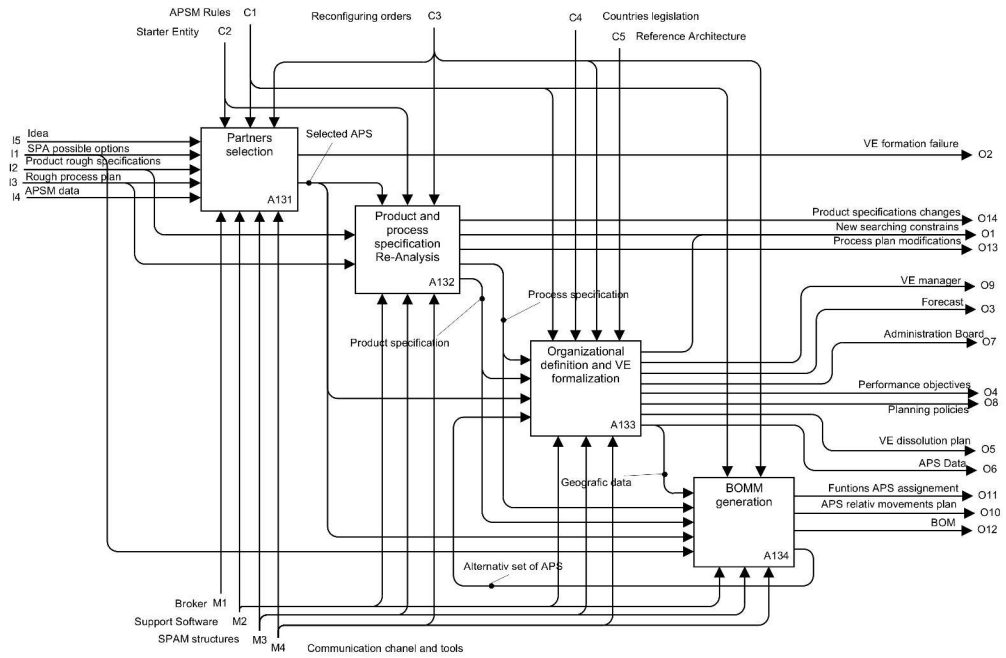 APSM Rules C1
Starter Entity C2
Reconfiguring orders C3
C4 Countries legislation
C5 Reference Architecture
I5 Idea
I1 SPA possible options
I2 Product rough specifications
I3 Rough process plan
I4 APSM data
Partners
selection
A131
Selected APS
VE formation failure O2
Product and
process
specification
Re-Analysis
A132
Product specifications changes O14
New searching constrains O1
Process plan modifications O13
VE manager O9
Forecast O3
Administration Board O7
Process specification
Product specification
Organizational
definition and VE
formalization
A133
Performance objectives O4
Planning policies O8
VE dissolution plan O5
APS Data O6
Geografic data
BOMM
generation
A134
Funtions APS assignement O11
APS relativ movements plan O10
BOM O12
Alternativ set of APS
Broker M1
Support Software M2
SPAM structures M3
M4 Communication chanel and tools